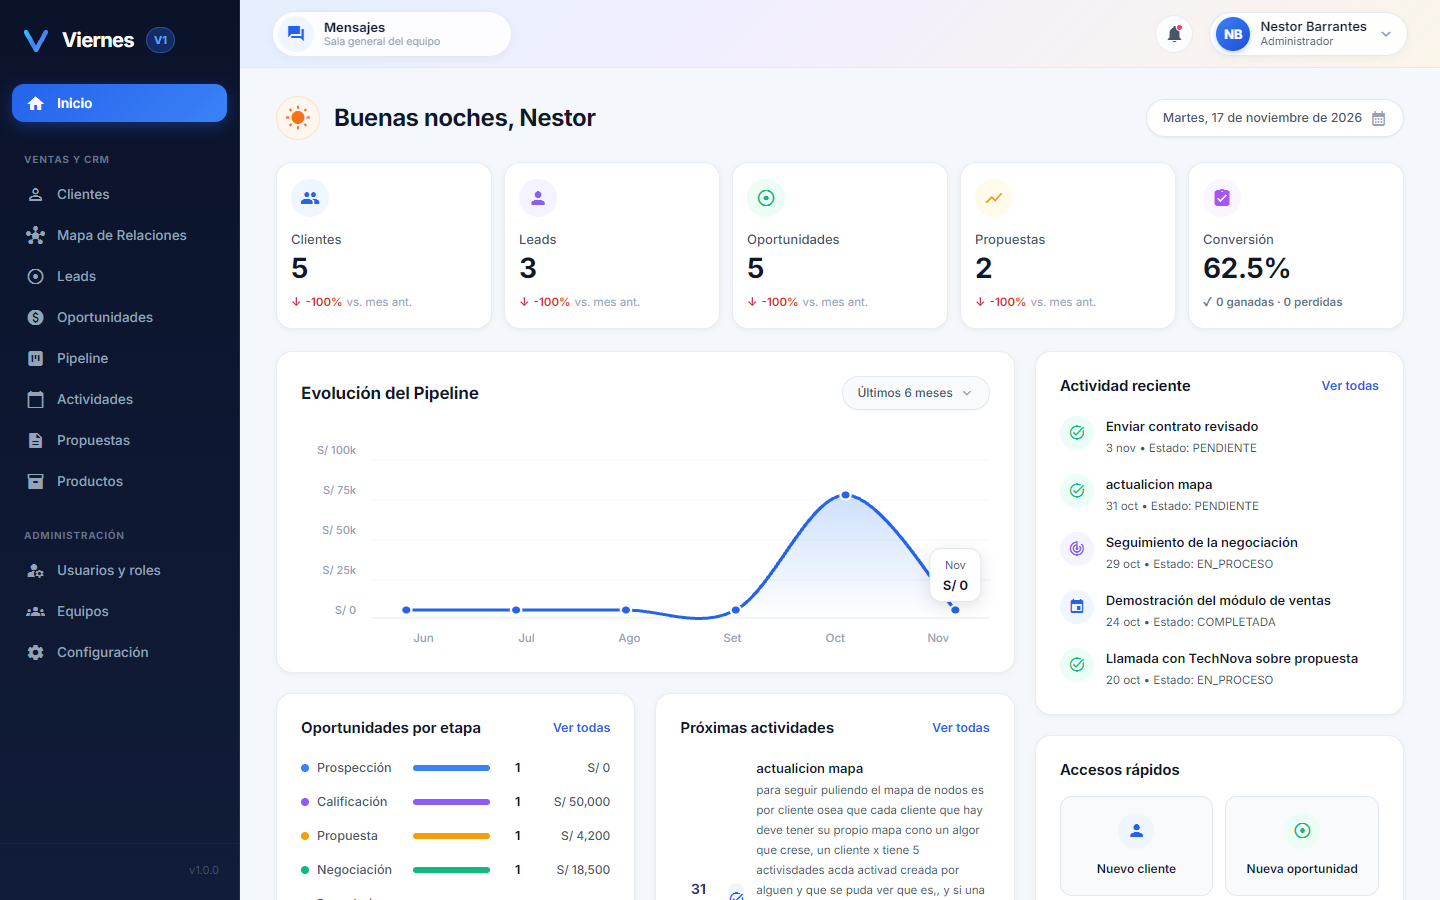 Viernes V1
Mensajes
Sala general del equipo
NB
Nestor Barrantes
Administrador
Inicio
VENTAS Y CRM
Clientes
Mapa de Relaciones
Leads
Oportunidades
Pipeline
Actividades
Propuestas
Productos
ADMINISTRACIÓN
Usuarios y roles
Equipos
Configuración
v1.0.0
Buenas noches, Nestor
Martes, 17 de noviembre de 2026
Clientes
5
↓ -100% vs. mes ant.
Leads
3
↓ -100% vs. mes ant.
Oportunidades
5
↓ -100% vs. mes ant.
Propuestas
2
↓ -100% vs. mes ant.
Conversión
62.5%
✓ 0 ganadas · 0 perdidas
Evolución del Pipeline
Últimos 6 meses
S/ 100k
S/ 75k
S/ 50k
S/ 25k
S/ 0
Nov
S/ 0
Jun Jul Ago Set Oct Nov
Actividad reciente
Ver todas
Enviar contrato revisado
3 nov • Estado: PENDIENTE
actualicion mapa
31 oct • Estado: PENDIENTE
Seguimiento de la negociación
29 oct • Estado: EN_PROCESO
Demostración del módulo de ventas
24 oct • Estado: COMPLETADA
Llamada con TechNova sobre propuesta
20 oct • Estado: EN_PROCESO
Oportunidades por etapa
Ver todas
Prospección 1 S/ 0
Calificación 1 S/ 50,000
Propuesta 1 S/ 4,200
Negociación 1 S/ 18,500
Próximas actividades
Ver todas
31
actualicion mapa
para seguir puliendo el mapa de nodos es
por cliente osea que cada cliente que hay
deve tener su propio mapa cono un algor
que crese, un cliente x tiene 5
activisdades acda activad creada por
alguen y que se puda ver que es,, y si una
Accesos rápidos
Nuevo cliente
Nueva oportunidad